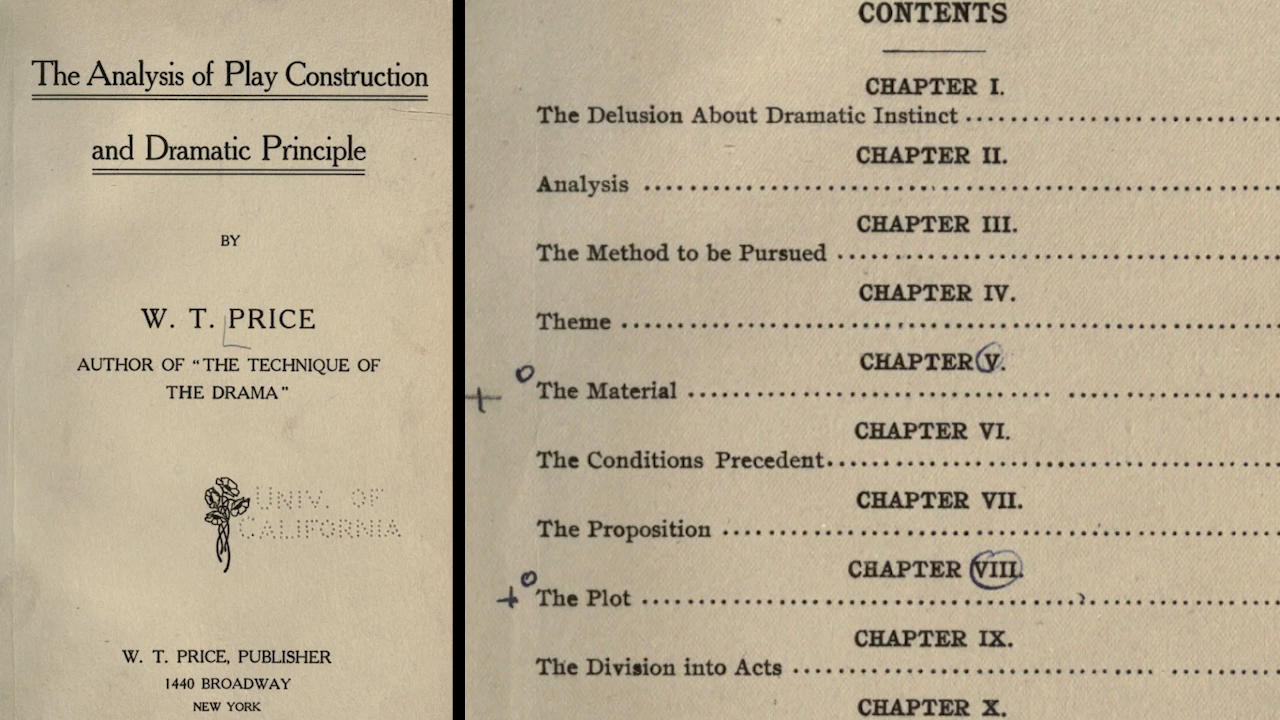 The Analysis of Play Construction
and Dramatic Principle
BY
W. T. PRICE
AUTHOR OF "THE TECHNIQUE OF
THE DRAMA"
UNIV. OF
CALIFORNIA
W. T. PRICE, PUBLISHER
1440 BROADWAY
NEW YORK
CONTENTS
CHAPTER I.
The Delusion About Dramatic Instinct
CHAPTER II.
Analysis
CHAPTER III.
The Method to be Pursued
CHAPTER IV.
Theme
CHAPTER V.
The Material
CHAPTER VI.
The Conditions Precedent
CHAPTER VII.
The Proposition
CHAPTER VIII.
The Plot
CHAPTER IX.
The Division into Acts
CHAPTER X.